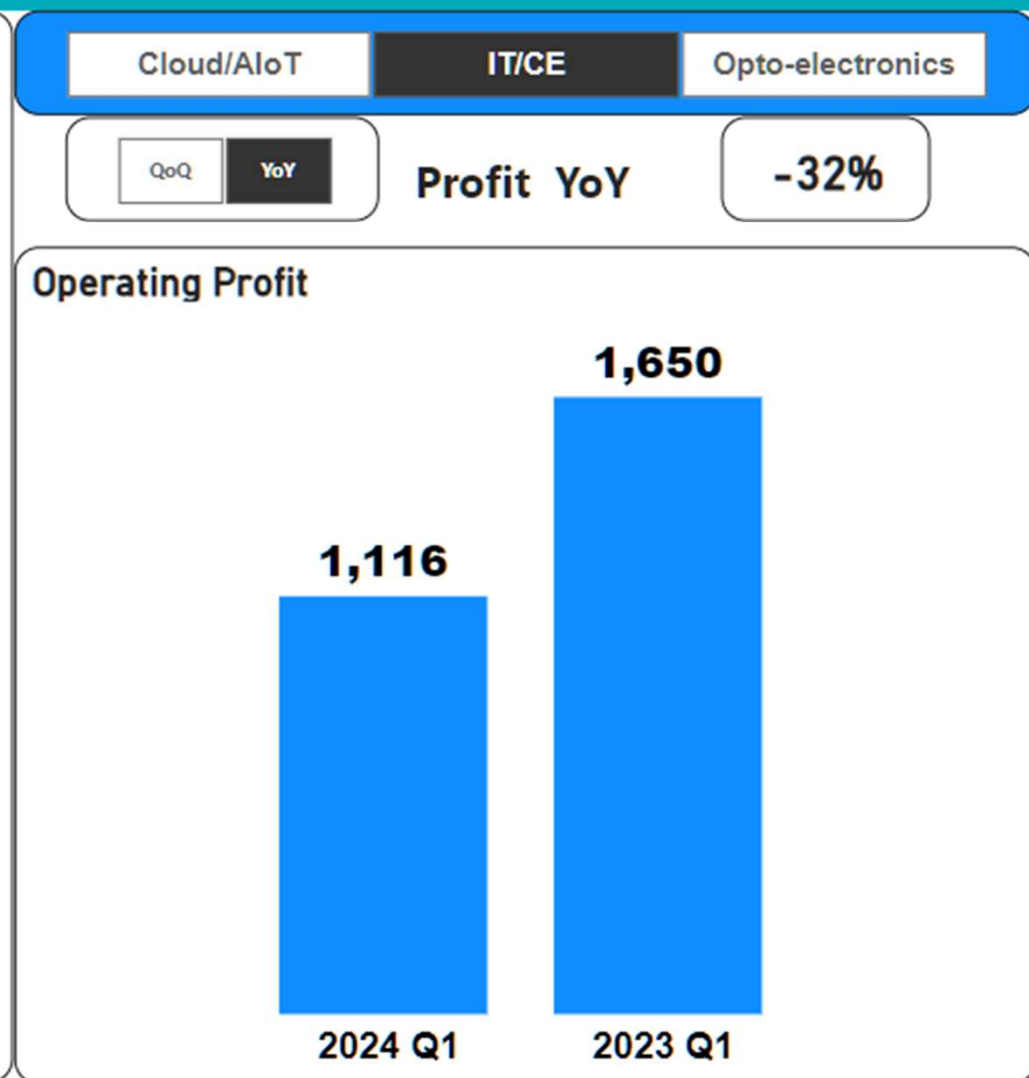 Cloud/AIoT IT/CE Opto-electronics
QoQ YoY Profit YoY -32%
Operating Profit
1,650
1,116
2024 Q1 2023 Q1